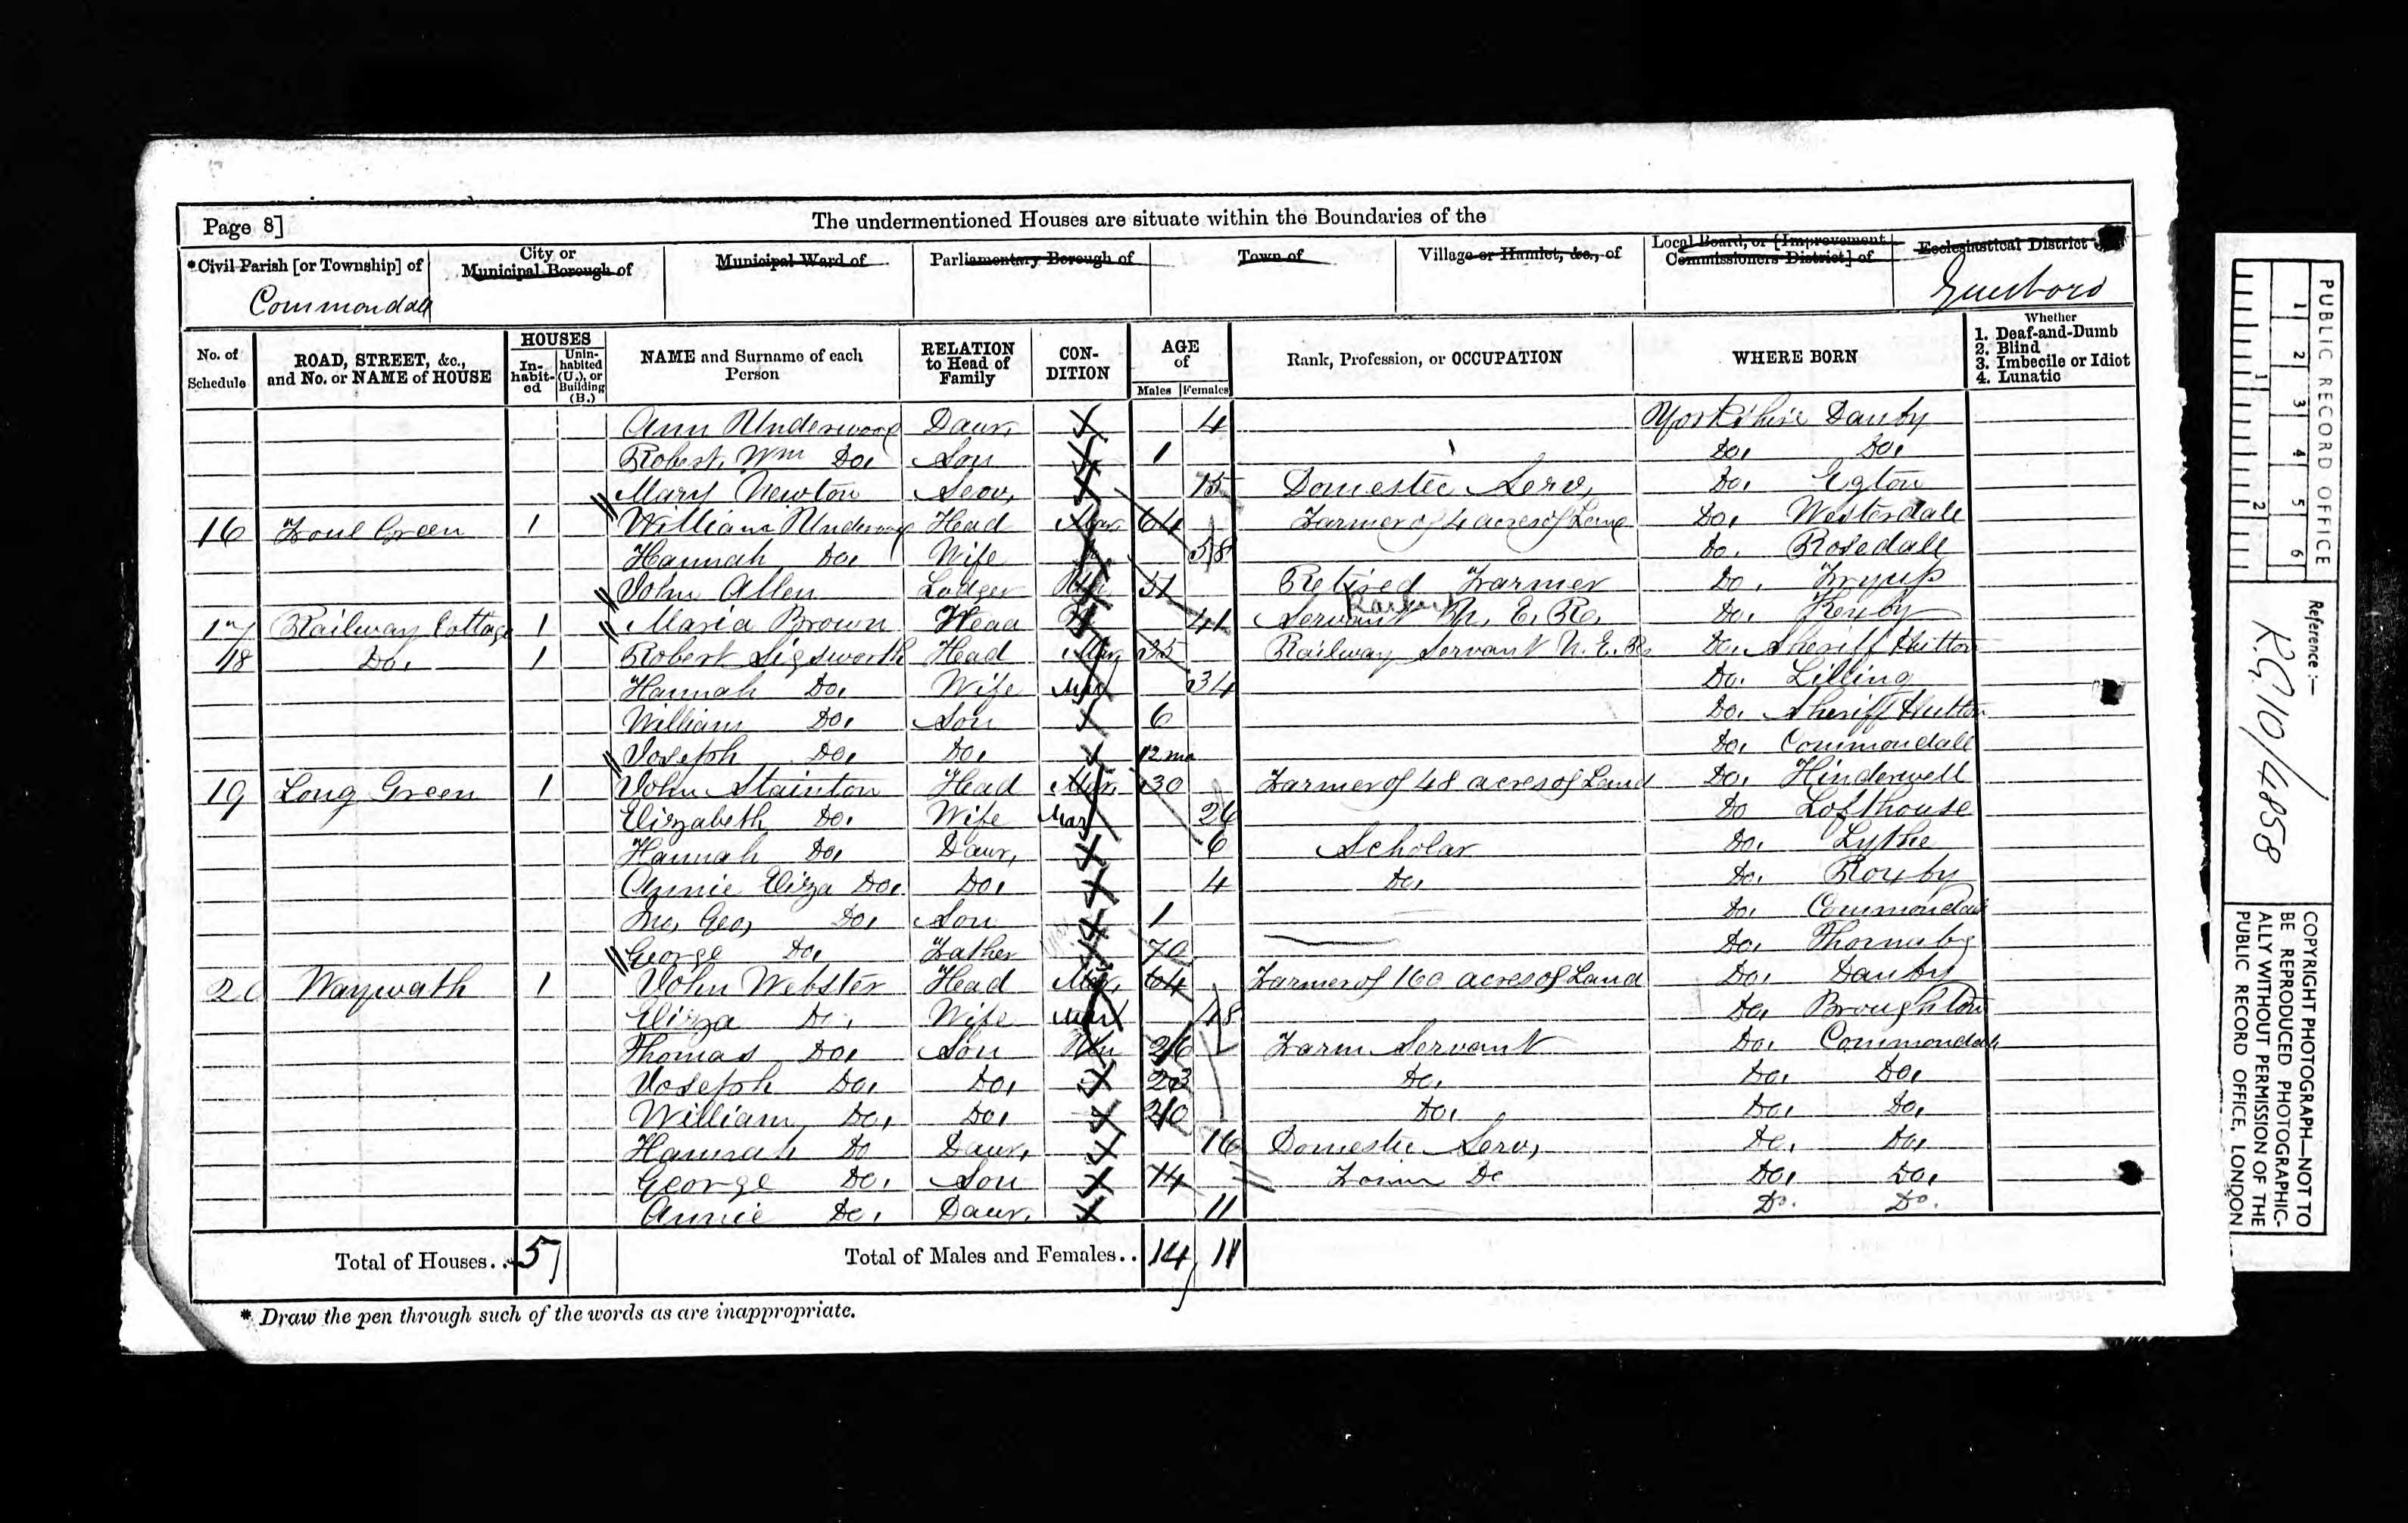 Page 8]
The undermentioned Houses are situate within the Boundaries of the
*Civil Parish [or Township] of
City or Municipal Borough of
Municipal Ward of
Parliamentary Borough of
Town of
Village or Hamlet, &c., of
Local Board, or [Improvement Commissioners District] of
Ecclesiastical District
Commondale
Guesboro
No. of Schedule
ROAD, STREET, &c., and No. or NAME of HOUSE
HOUSES
In-habit-ed
Unin-habited (U.), or Building (B.)
NAME and Surname of each Person
RELATION to Head of Family
CON-DITION
AGE of
Males Females
Rank, Profession, or OCCUPATION
WHERE BORN
Whether
1. Deaf-and-Dumb
2. Blind
3. Imbecile or Idiot
4. Lunatic
Ann Underwood Daur, 4 Yorkshire Danby
Robert, Wm Do, Son 1 Do, Do,
Mary Newton Serv, 15 Domestic Serv, Do, Egton
16 Foul Green 1 William Underwood Head Mar, 64 Farmer of 4 acres of Land Do, Westerdale
Hannah Do, Wife 58 Do. Rosedale
John Allen Lodger Un 51 Retired Farmer Do, Fryup
17 Railway Cottage 1 Maria Brown Head 41 Servant N. E. Ra. Do,
18 Do, 1 Robert Sigsworth Head Mar 35 Railway Servant N. E. Ra Do, Sheriff Hutton
Hannah Do, Wife Mar 34 Do. Lilling
William Do, Son 6 Do, Sheriff Hutton
Joseph Do, Do, 12 mo Do, Commondale
19 Long Green 1 John Stainton Head Mar, 30 Farmer of 48 acres of Land Do, Hinderwell
Elizabeth Do, Wife Mar 26 Do Lofthouse
Hannah Do, Daur, 6 Scholar Do, Lythe
Annie Eliza Do, Do, 4 Do, Do, Roxby
Jno, Geo, Do, Son 1 Do, Commondale
George Do, Father 70 Do, Thornaby
20 Waywath 1 John Webster Head Mar, 64 Farmer of 160 acres of Land Do, Danby
Eliza Do, Wife Mar 48 Do, Broughton
Thomas Do, Son Un 26 Farm Servant Do, Commondale
Joseph Do, Do, 23 Do, Do, Do,
William, Do, Do, 20 Do, Do, Do,
Hannah Do Daur, 16 Domestic Serv, Do, Do,
George Do, Son 14 Farm Do Do, Do,
Annie Do, Daur, 11 Do. Do.
Total of Houses.. 5
Total of Males and Females.. 14 11
* Draw the pen through such of the words as are inappropriate.
PUBLIC RECORD OFFICE
1 2 3 4 5 6
1 2
Reference:—
R.G. 10/4858
COPYRIGHT PHOTOGRAPH—NOT TO
BE REPRODUCED PHOTOGRAPHIC-
ALLY WITHOUT PERMISSION OF THE
PUBLIC RECORD OFFICE, LONDON